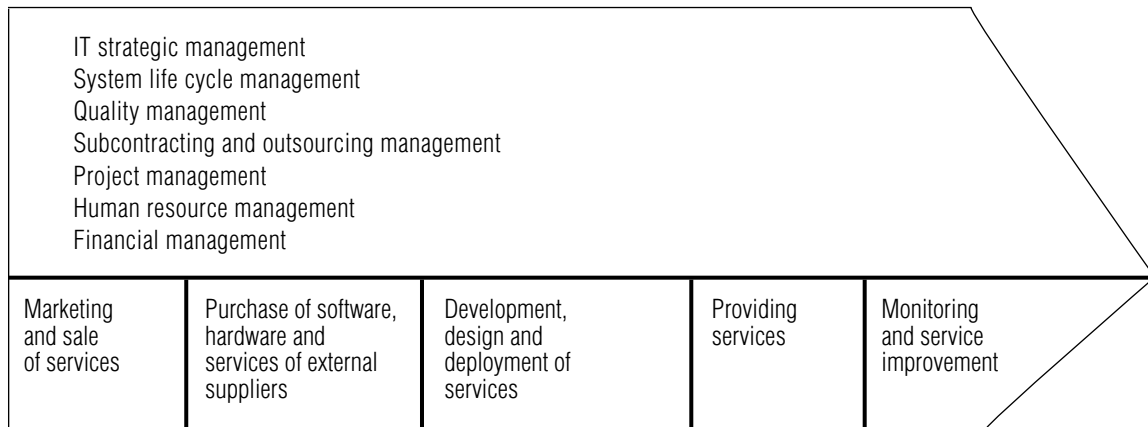 IT strategic management
System life cycle management
Quality management
Subcontracting and outsourcing management
Project management
Human resource management
Financial management
Marketing
and sale
of services
Purchase of software,
hardware and
services of external
suppliers
Development,
design and
deployment of
services
Providing
services
Monitoring
and service
improvement